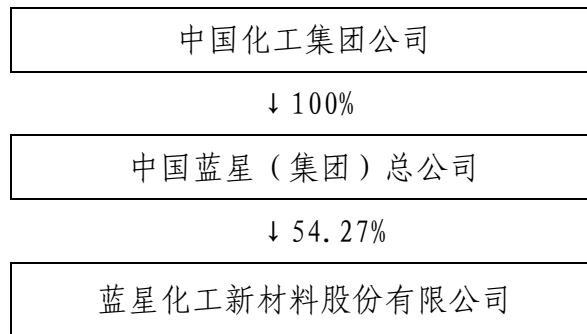 中国化工集团公司
↓100%
中国蓝星（集团）总公司
↓54.27%
蓝星化工新材料股份有限公司